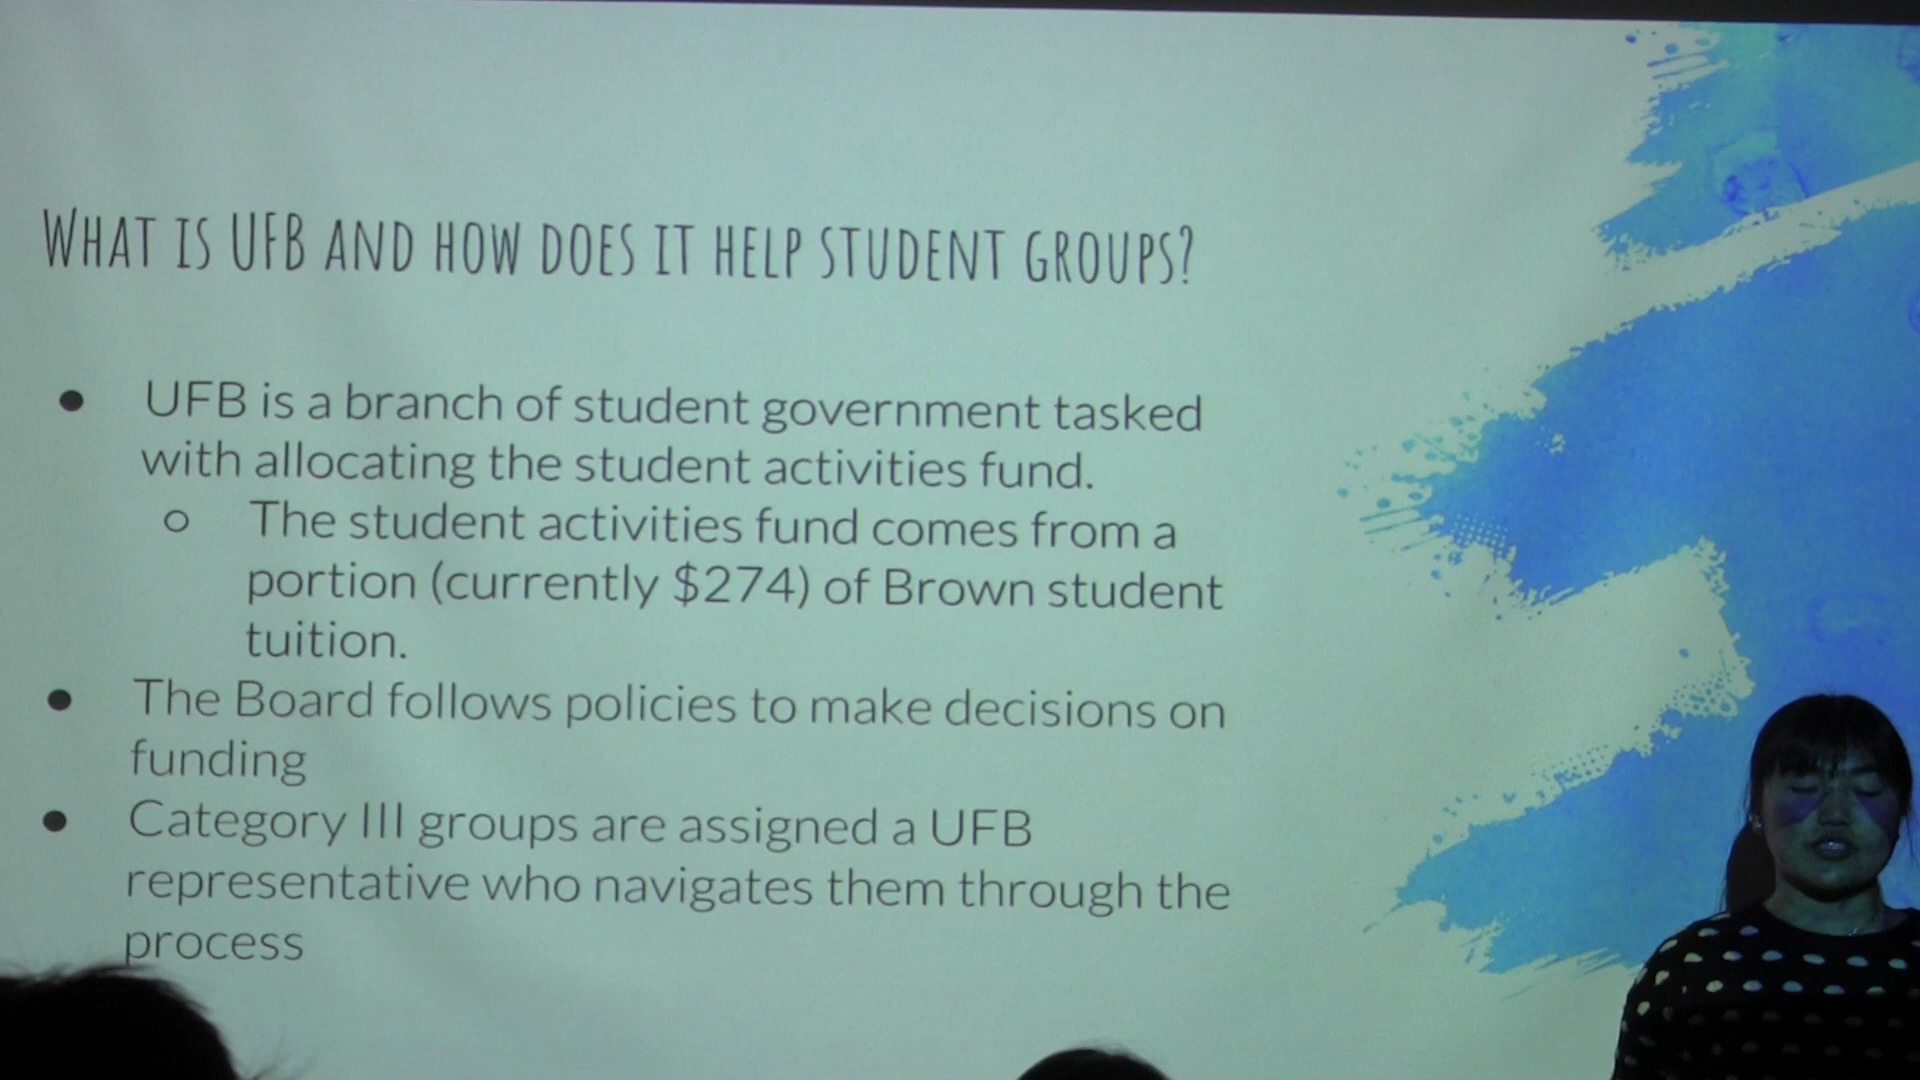 WHAT IS UFB AND HOW DOES IT HELP STUDENT GROUPS?
● UFB is a branch of student government tasked
with allocating the student activities fund.
○ The student activities fund comes from a
portion (currently $274) of Brown student
tuition.
● The Board follows policies to make decisions on
funding
● Category III groups are assigned a UFB
representative who navigates them through the
process